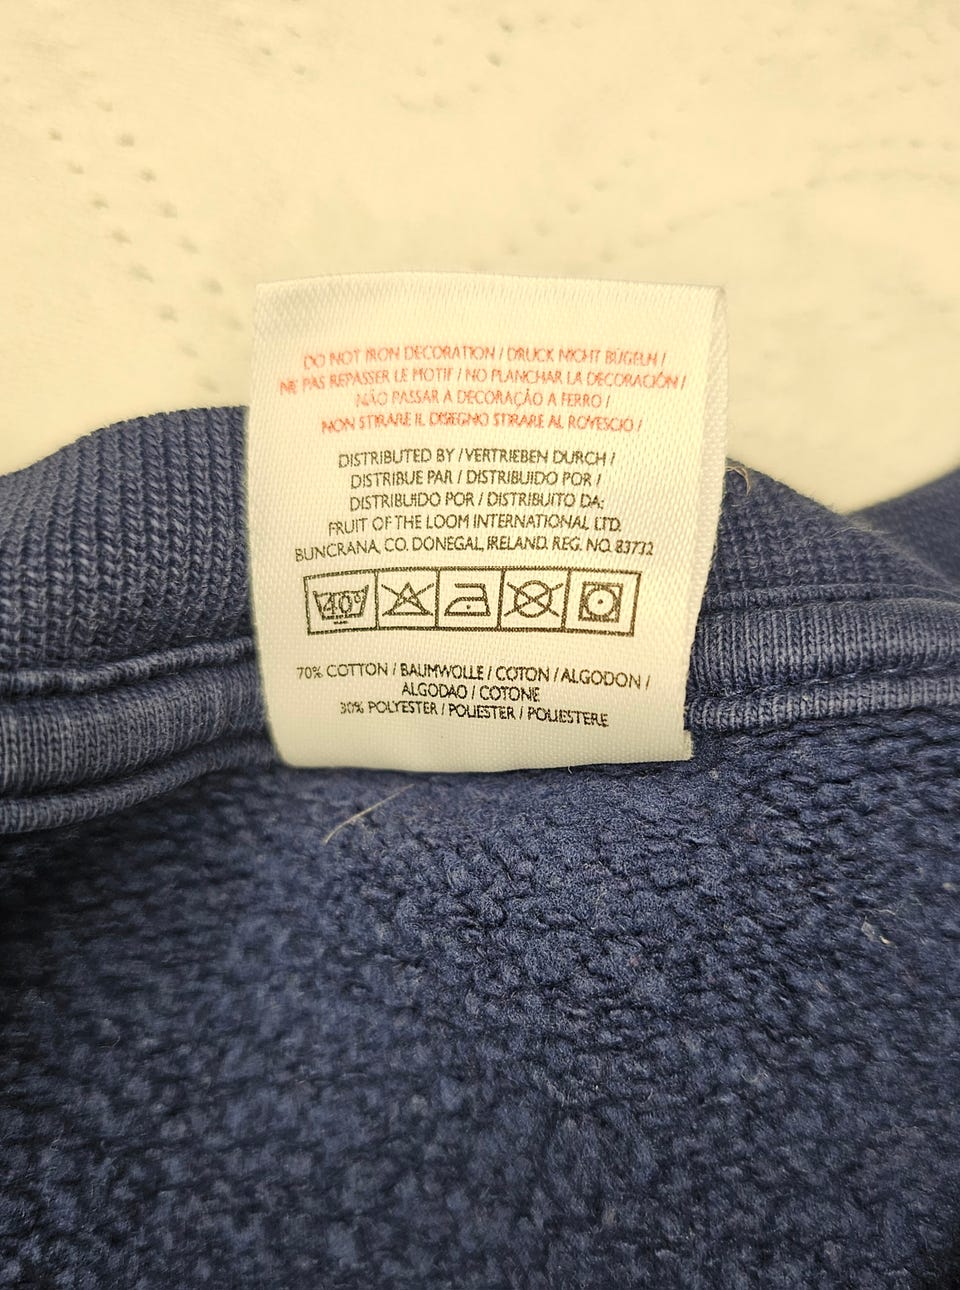 DO NOT IRON DECORATION / DRUCK NICHT BÜGELN /
NE PAS REPASSER LE MOTIF / NO PLANCHAR LA DECORACIÓN /
NÃO PASSAR A DECORAÇÃO A FERRO /
NON STIRARE IL DISEGNO STIRARE AL ROVESCIO /
DISTRIBUTED BY / VERTRIEBEN DURCH /
DISTRIBUE PAR / DISTRIBUIDO POR /
DISTRIBUIDO POR / DISTRIBUITO DA:
FRUIT OF THE LOOM INTERNATIONAL LTD.
BUNCRANA, CO. DONEGAL, IRELAND. REG. NO. 83732
40°
70% COTTON / BAUMWOLLE / COTON / ALGODON /
ALGODAO / COTONE
30% POLYESTER / POLIESTER / POLIESTERE